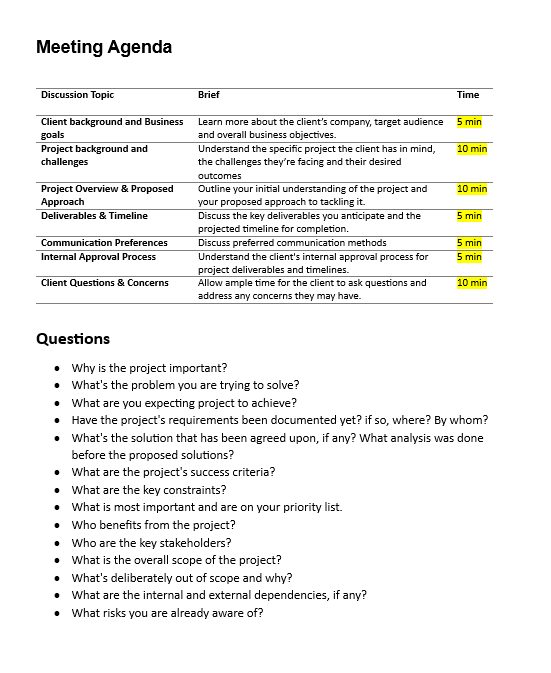 Meeting Agenda
Discussion Topic Brief Time
Client background and Business Learn more about the client's company, target audience 5 min
goals and overall business objectives.
Project background and Understand the specific project the client has in mind, 10 min
challenges the challenges they're facing and their desired
outcomes
Project Overview & Proposed Outline your initial understanding of the project and 10 min
Approach your proposed approach to tackling it.
Deliverables & Timeline Discuss the key deliverables you anticipate and the 5 min
projected timeline for completion.
Communication Preferences Discuss preferred communication methods 5 min
Internal Approval Process Understand the client's internal approval process for 5 min
project deliverables and timelines.
Client Questions & Concerns Allow ample time for the client to ask questions and 10 min
address any concerns they may have.
Questions
• Why is the project important?
• What's the problem you are trying to solve?
• What are you expecting project to achieve?
• Have the project's requirements been documented yet? if so, where? By whom?
• What's the solution that has been agreed upon, if any? What analysis was done
before the proposed solutions?
• What are the project's success criteria?
• What are the key constraints?
• What is most important and are on your priority list.
• Who benefits from the project?
• Who are the key stakeholders?
• What is the overall scope of the project?
• What's deliberately out of scope and why?
• What are the internal and external dependencies, if any?
• What risks you are already aware of?